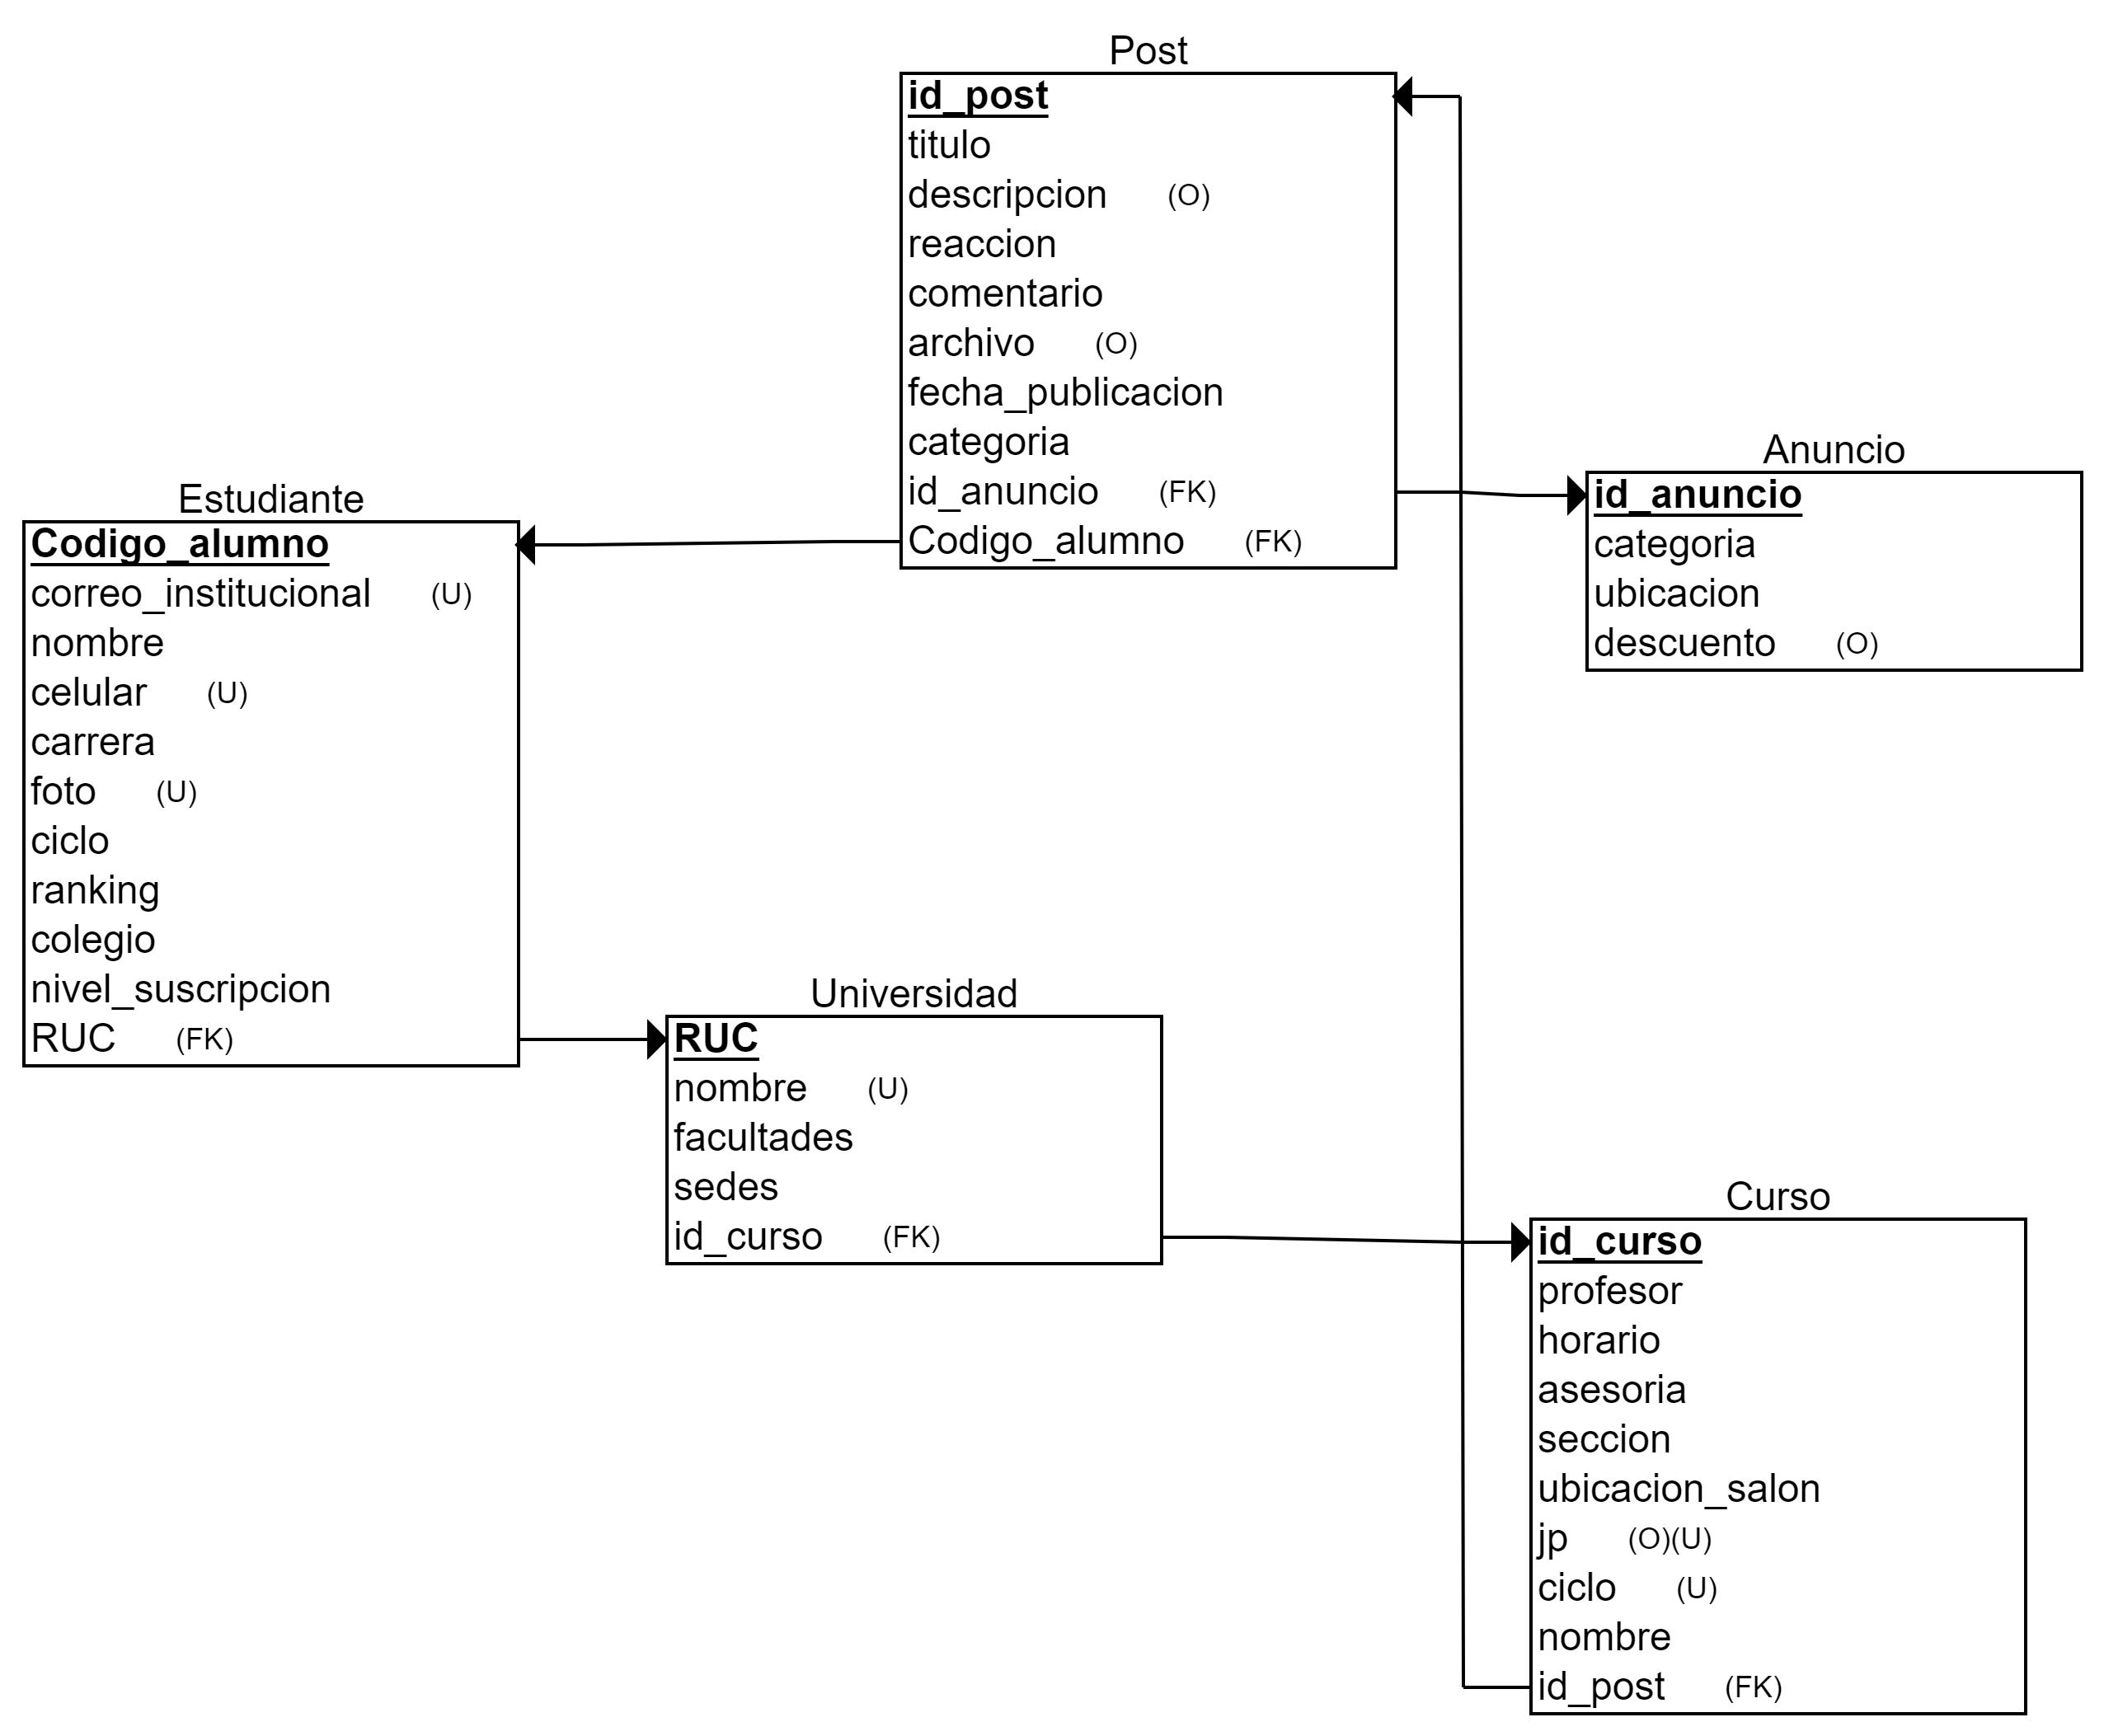 Post
id_post
titulo
descripcion (O)
reaccion
comentario
archivo (O)
fecha_publicacion
categoria
id_anuncio (FK)
Codigo_alumno (FK)
Anuncio
id_anuncio
categoria
ubicacion
descuento (O)
Estudiante
Codigo_alumno
correo_institucional (U)
nombre
celular (U)
carrera
foto (U)
ciclo
ranking
colegio
nivel_suscripcion
RUC (FK)
Universidad
RUC
nombre (U)
facultades
sedes
id_curso (FK)
Curso
id_curso
profesor
horario
asesoria
seccion
ubicacion_salon
jp (O)(U)
ciclo (U)
nombre
id_post (FK)